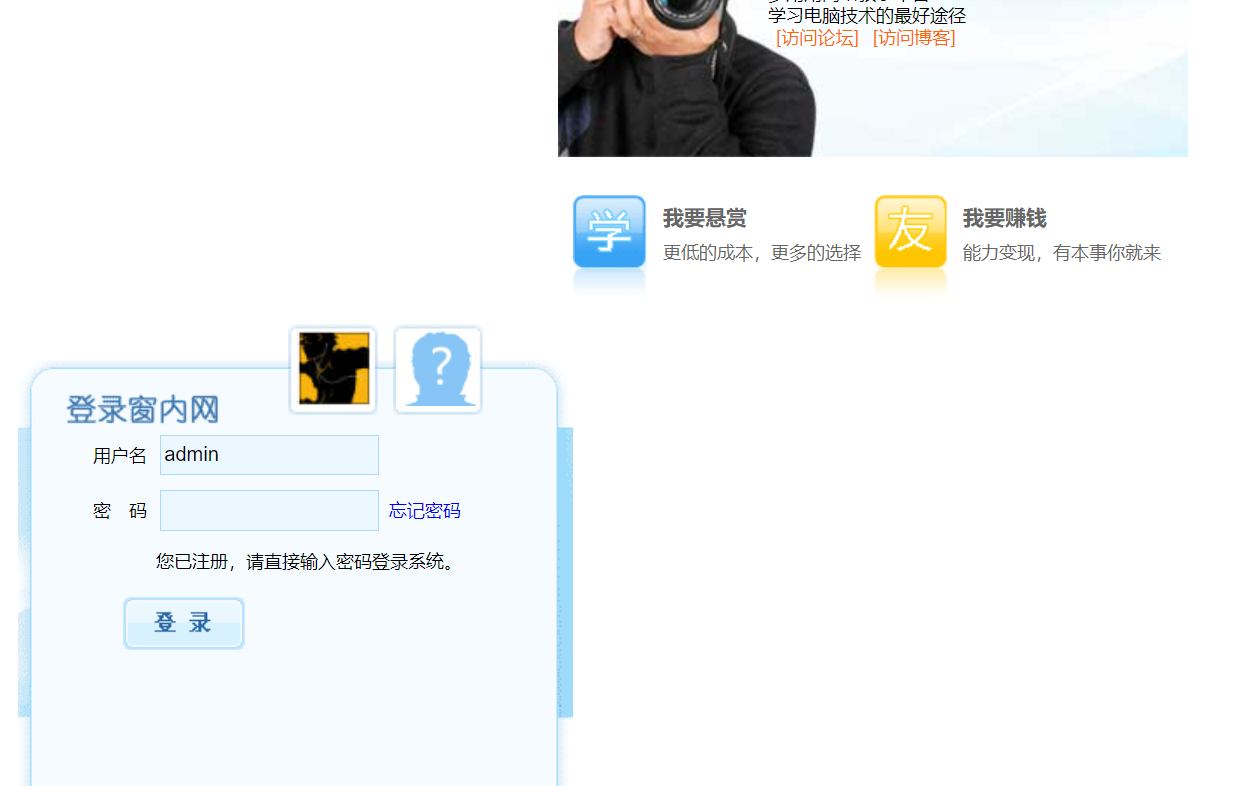 学习电脑技术的最好途径
[访问论坛] [访问博客]
学
我要悬赏
更低的成本，更多的选择
友
我要赚钱
能力变现，有本事你就来
登录窗内网
?
用户名 admin
密 码 忘记密码
您已注册，请直接输入密码登录系统。
登 录